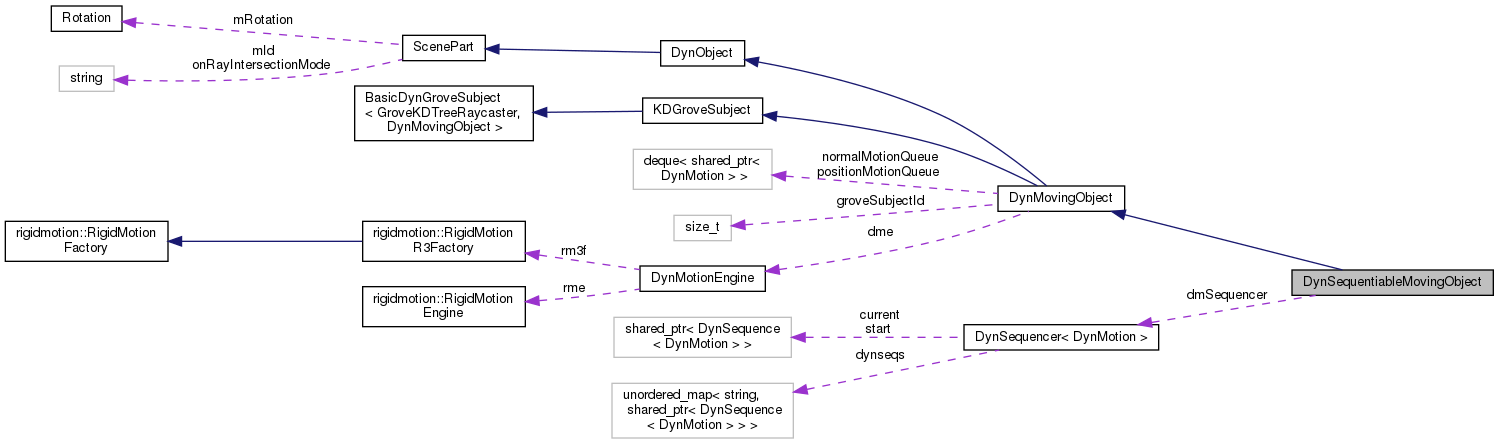 Rotation
mRotation
ScenePart
mId
onRayIntersectionMode
string
DynObject
BasicDynGroveSubject
< GroveKDTreeRaycaster,
DynMovingObject >
KDGroveSubject
deque< shared_ptr<
DynMotion > >
normalMotionQueue
positionMotionQueue
DynMovingObject
groveSubjectId
size_t
dme
rigidmotion::RigidMotion
Factory
rigidmotion::RigidMotion
R3Factory
rm3f
DynMotionEngine
rme
rigidmotion::RigidMotion
Engine
DynSequentiableMovingObject
dmSequencer
shared_ptr< DynSequence
< DynMotion > >
current
start
DynSequencer< DynMotion >
dynseqs
unordered_map< string,
shared_ptr< DynSequence
< DynMotion > > >